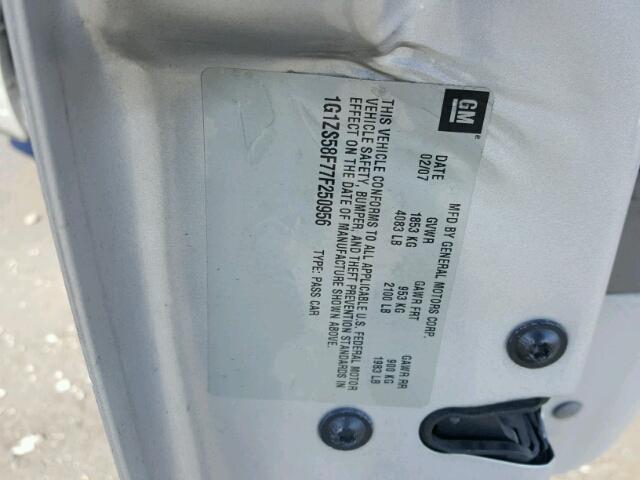 GM
DATE
02/07
MFD BY GENERAL MOTORS CORP.
GVWR GAWR FRT GAWR RR
1853 KG 953 KG 900 KG
4083 LB 2100 LB 1983 LB
THIS VEHICLE CONFORMS TO ALL APPLICABLE U.S. FEDERAL MOTOR
VEHICLE SAFETY, BUMPER, AND THEFT PREVENTION STANDARDS IN
EFFECT ON THE DATE OF MANUFACTURE SHOWN ABOVE.
1G1ZS58F77F250956 TYPE: PASS CAR